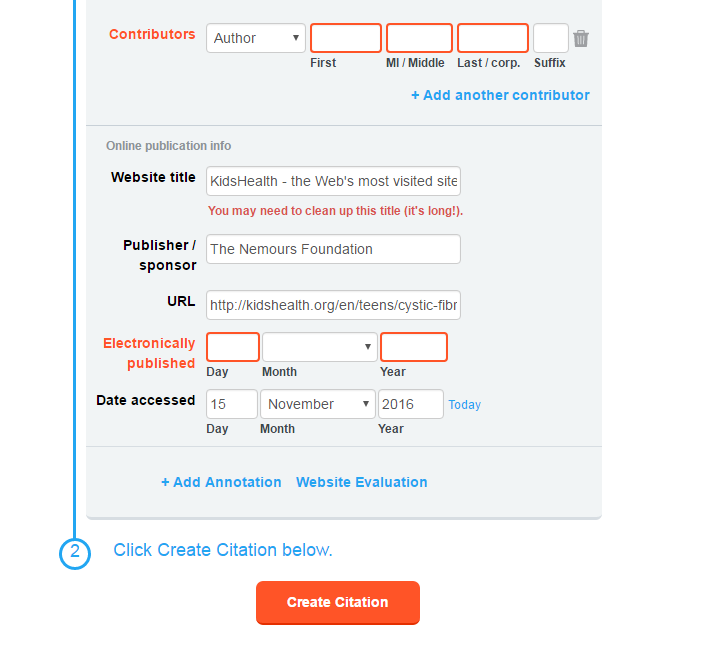 Contributors Author
First MI / Middle Last / corp. Suffix
+ Add another contributor
Online publication info
Website title KidsHealth - the Web's most visited site
You may need to clean up this title (it's long!).
Publisher / sponsor The Nemours Foundation
URL http://kidshealth.org/en/teens/cystic-fibr
Electronically published
Day Month Year
Date accessed 15 November 2016 Today
Day Month Year
+ Add Annotation Website Evaluation
2 Click Create Citation below.
Create Citation